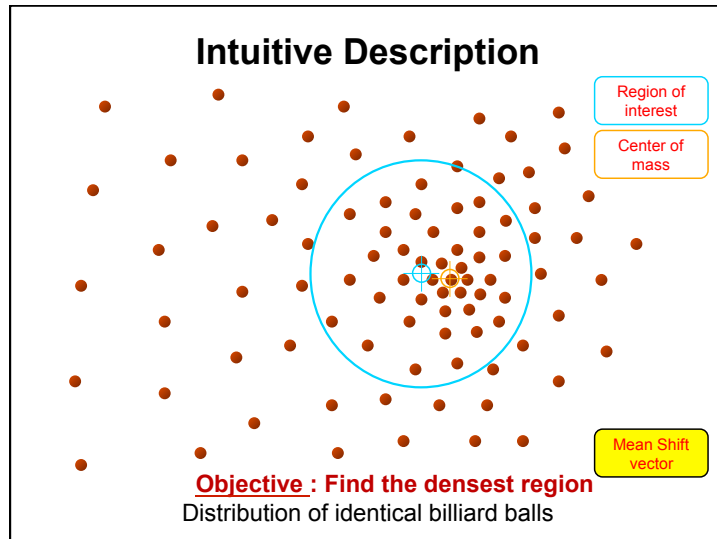 Intuitive Description
Region of
interest
Center of
mass
Mean Shift
vector
Objective : Find the densest region
Distribution of identical billiard balls